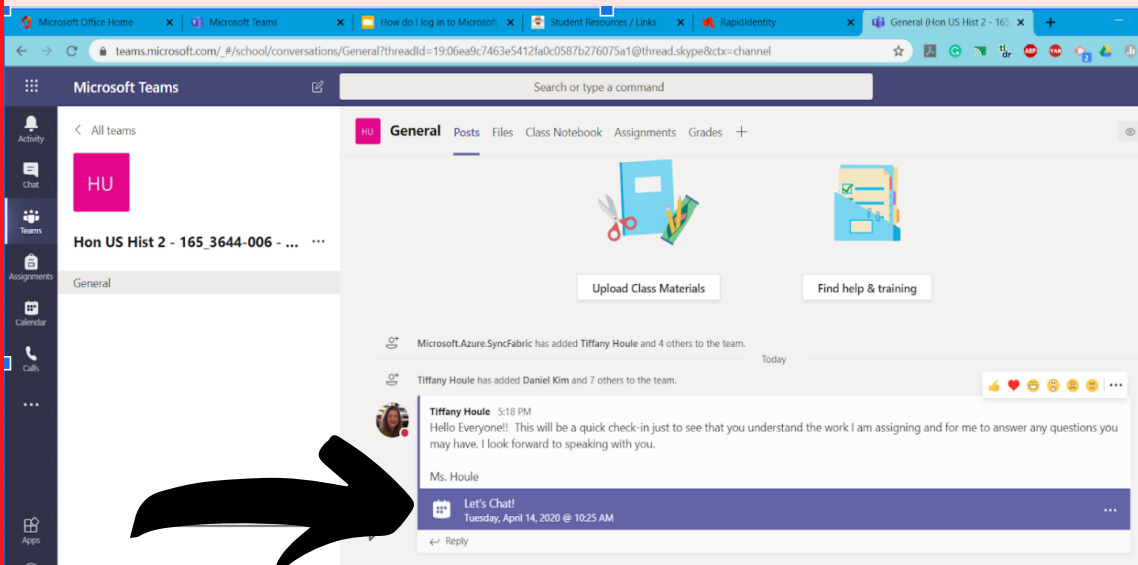 Microsoft Office Home
Microsoft Teams
How do I log in to Microsoft
Student Resources / Links
RapidIdentity
General (Hon US Hist 2 - 165
teams.microsoft.com/_#/school/conversations/General?threadId=19:06ea9c7463e5412fa0c0587b276075a1@thread.skype&ctx=channel
tl;dr
ABP
2
Microsoft Teams
Search or type a command
Activity
Chat
Teams
Assignments
Calendar
Calls
Apps
All teams
HU
Hon US Hist 2 - 165_3644-006 - ...
General
HU General Posts Files Class Notebook Assignments Grades +
Upload Class Materials
Find help & training
Microsoft.Azure.SyncFabric has added Tiffany Houle and 4 others to the team.
Today
Tiffany Houle has added Daniel Kim and 7 others to the team.
Tiffany Houle 5:18 PM
Hello Everyone!! This will be a quick check-in just to see that you understand the work I am assigning and for me to answer any questions you
may have. I look forward to speaking with you.
Ms. Houle
Let's Chat!
Tuesday, April 14, 2020 @ 10:25 AM
Reply